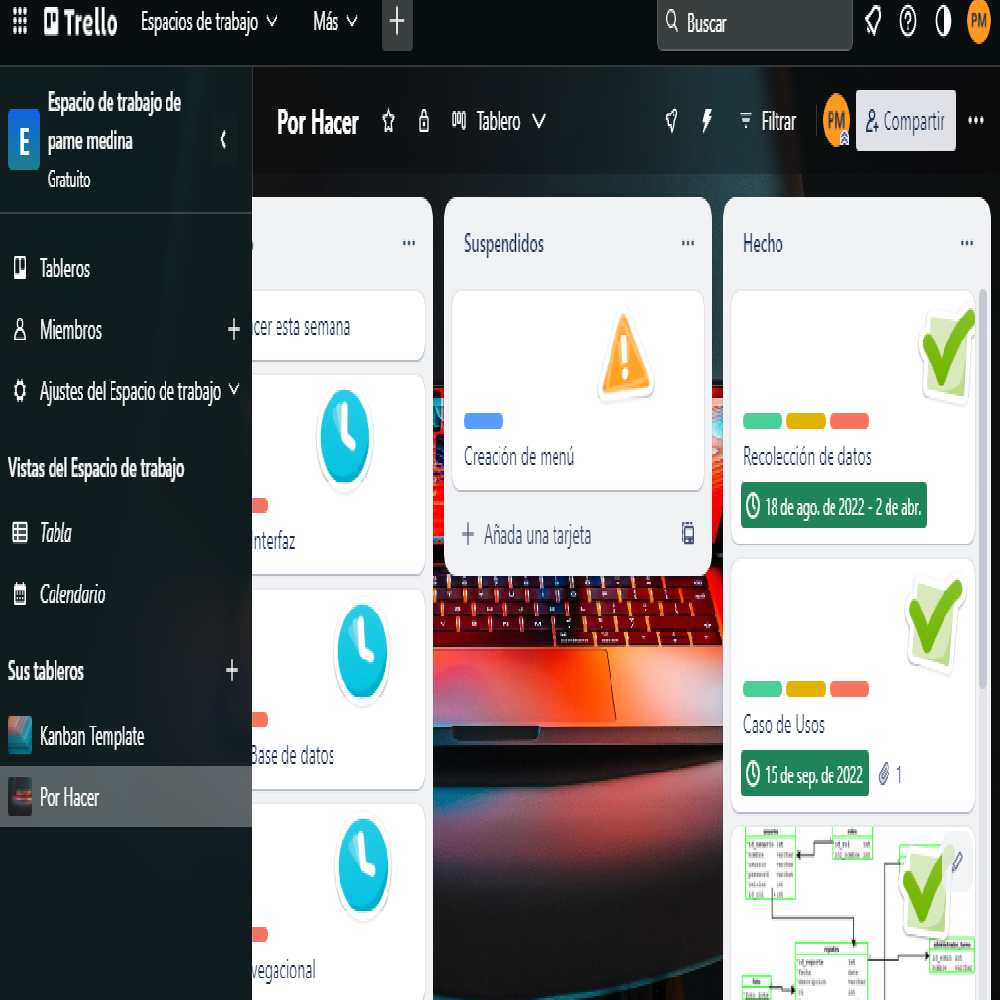 Trello
Espacios de trabajo
Más
Buscar
PM
E
Espacio de trabajo de
pame medina
Gratuito
Por Hacer
Tablero
Filtrar
PM
Compartir
Tableros
Miembros
Ajustes del Espacio de trabajo
Vistas del Espacio de trabajo
Tabla
Calendario
Sus tableros
Kanban Template
Por Hacer
cer esta semana
nterfaz
Base de datos
vegacional
Suspendidos
Creación de menú
Añada una tarjeta
Hecho
Recolección de datos
18 de ago. de 2022 - 2 de abr.
Caso de Usos
15 de sep. de 2022
1